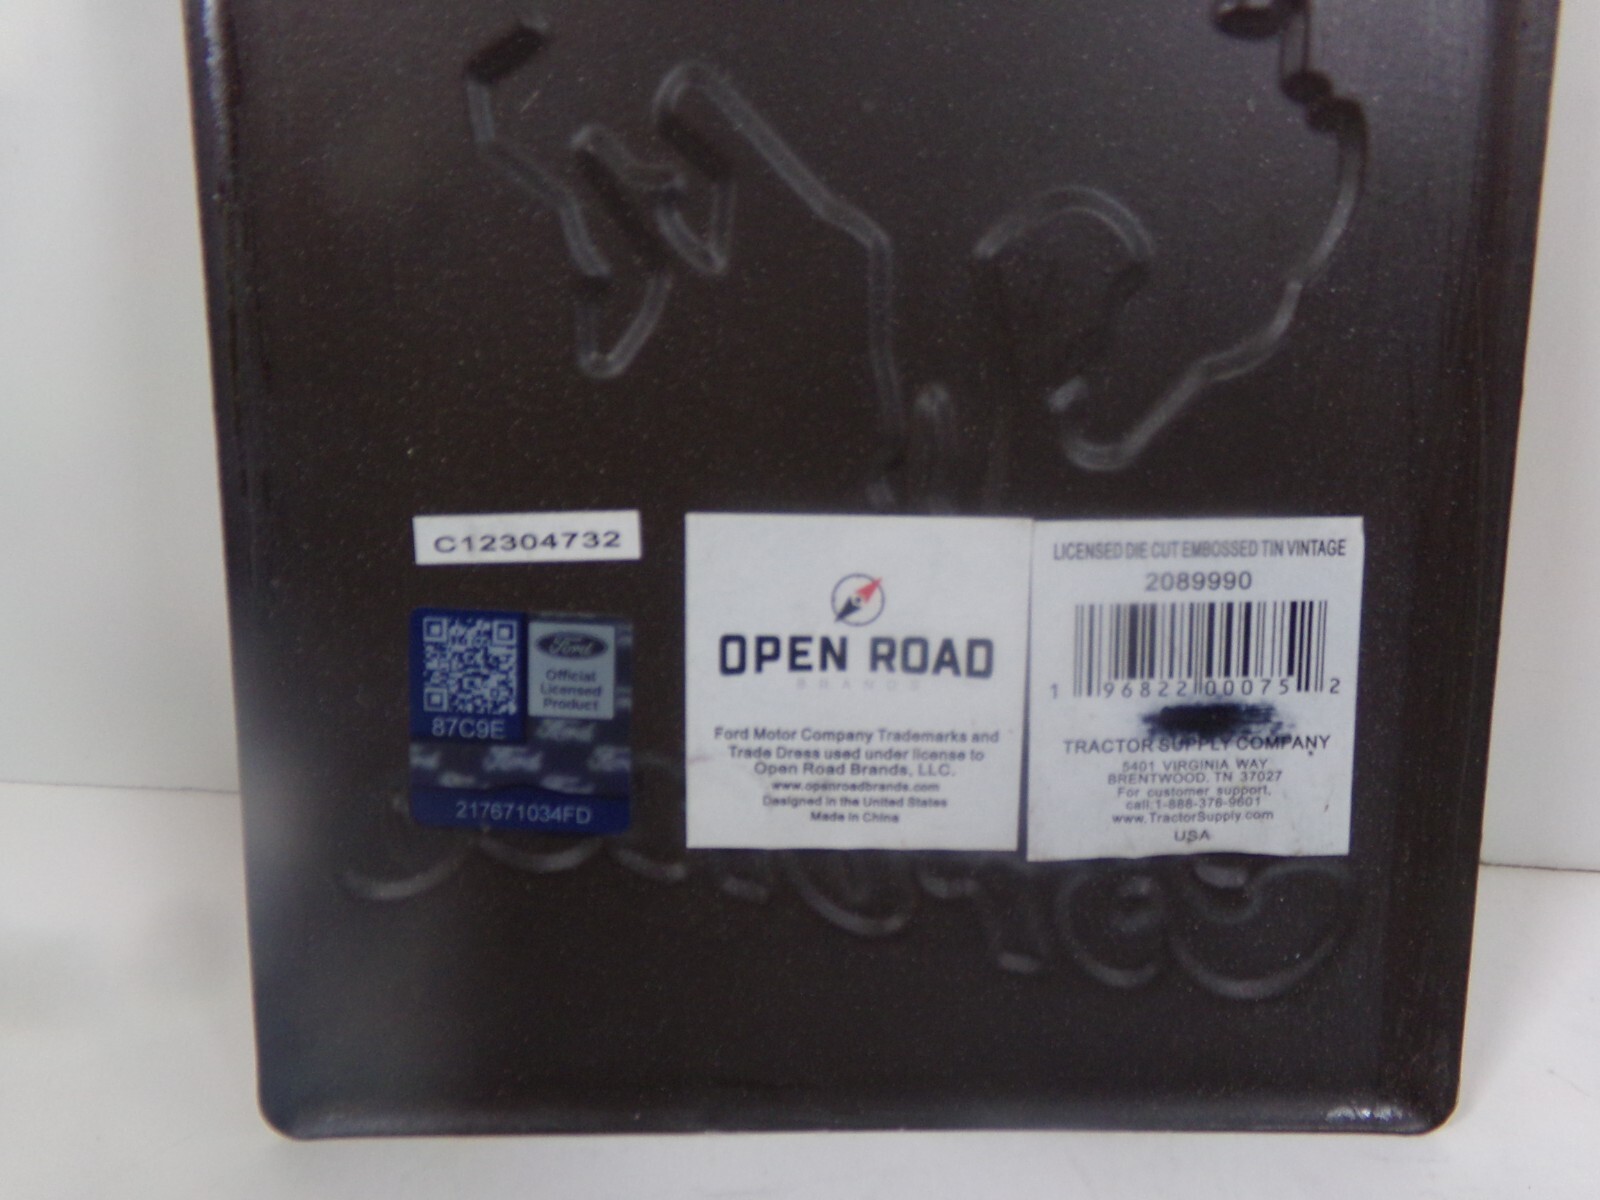 C12304732
Ford
Official
Licensed
Product
87C9E
Ford
Ford
217671034FD
OPEN ROAD
BRANDS
Ford Motor Company Trademarks and
Trade Dress used under license to
Open Road Brands, LLC.
www.openroadbrands.com
Designed in the United States
Made in China
LICENSED DIE CUT EMBOSSED TIN VINTAGE
2089990
1 96822 00075 2
TRACTOR SUPPLY COMPANY
5401 VIRGINIA WAY
BRENTWOOD, TN 37027
For customer support,
call:1-888-376-9601
www.TractorSupply.com
USA